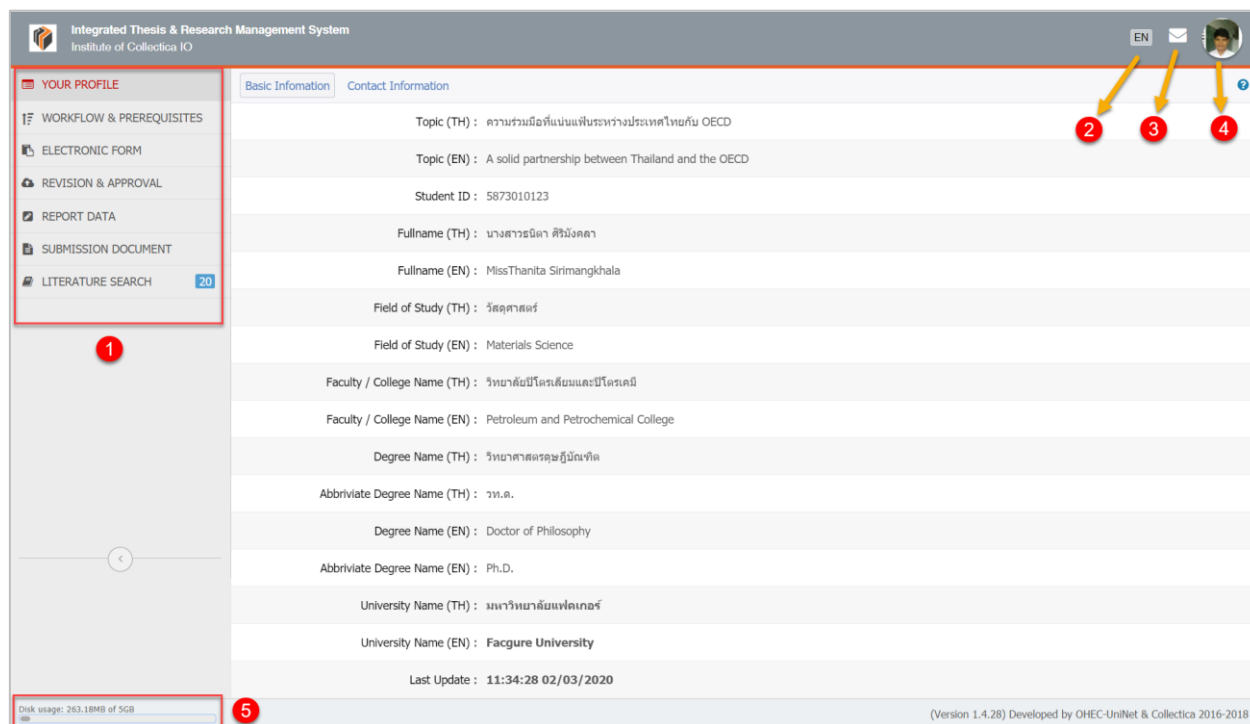 Integrated Thesis & Research Management System
Institute of Collectica IO
EN
YOUR PROFILE
WORKFLOW & PREREQUISITES
ELECTRONIC FORM
REVISION & APPROVAL
REPORT DATA
SUBMISSION DOCUMENT
LITERATURE SEARCH 20
1
Basic Infomation Contact Information
2 3 4
Topic (TH) : ความร่วมมือที่แน่นแฟ้นระหว่างประเทศไทยกับ OECD
Topic (EN) : A solid partnership between Thailand and the OECD
Student ID : 5873010123
Fullname (TH) : นางสาวธนิตา ศิริมังคลา
Fullname (EN) : MissThanita Sirimangkhala
Field of Study (TH) : วัสดุศาสตร์
Field of Study (EN) : Materials Science
Faculty / College Name (TH) : วิทยาลัยปิโตรเลียมและปิโตรเคมี
Faculty / College Name (EN) : Petroleum and Petrochemical College
Degree Name (TH) : วิทยาศาสตรดุษฎีบัณฑิต
Abbriviate Degree Name (TH) : วท.ด.
Degree Name (EN) : Doctor of Philosophy
Abbriviate Degree Name (EN) : Ph.D.
University Name (TH) : มหาวิทยาลัยแฟคเกอร์
University Name (EN) : Facgure University
Last Update : 11:34:28 02/03/2020
Disk usage: 263.18MB of 5GB
5
(Version 1.4.28) Developed by OHEC-UniNet & Collectica 2016-2018